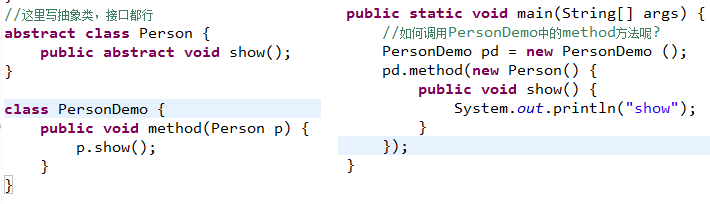 //这里写抽象类，接口都行
abstract class Person {
    public abstract void show();
}

class PersonDemo {
    public void method(Person p) {
        p.show();
    }
}
public static void main(String[] args) {
    //如何调用PersonDemo中的method方法呢?
    PersonDemo pd = new PersonDemo ();
    pd.method(new Person() {
        public void show() {
            System.out.println("show");
        }
    });
}